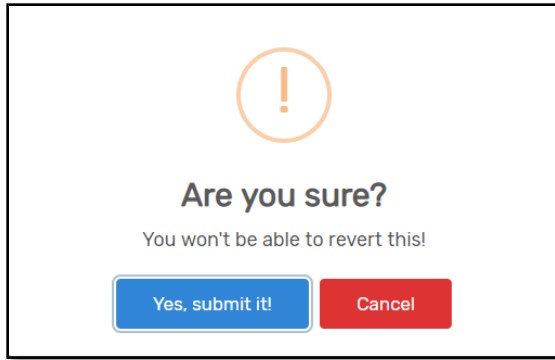 !
Are you sure?
You won't be able to revert this!
Yes, submit it! Cancel